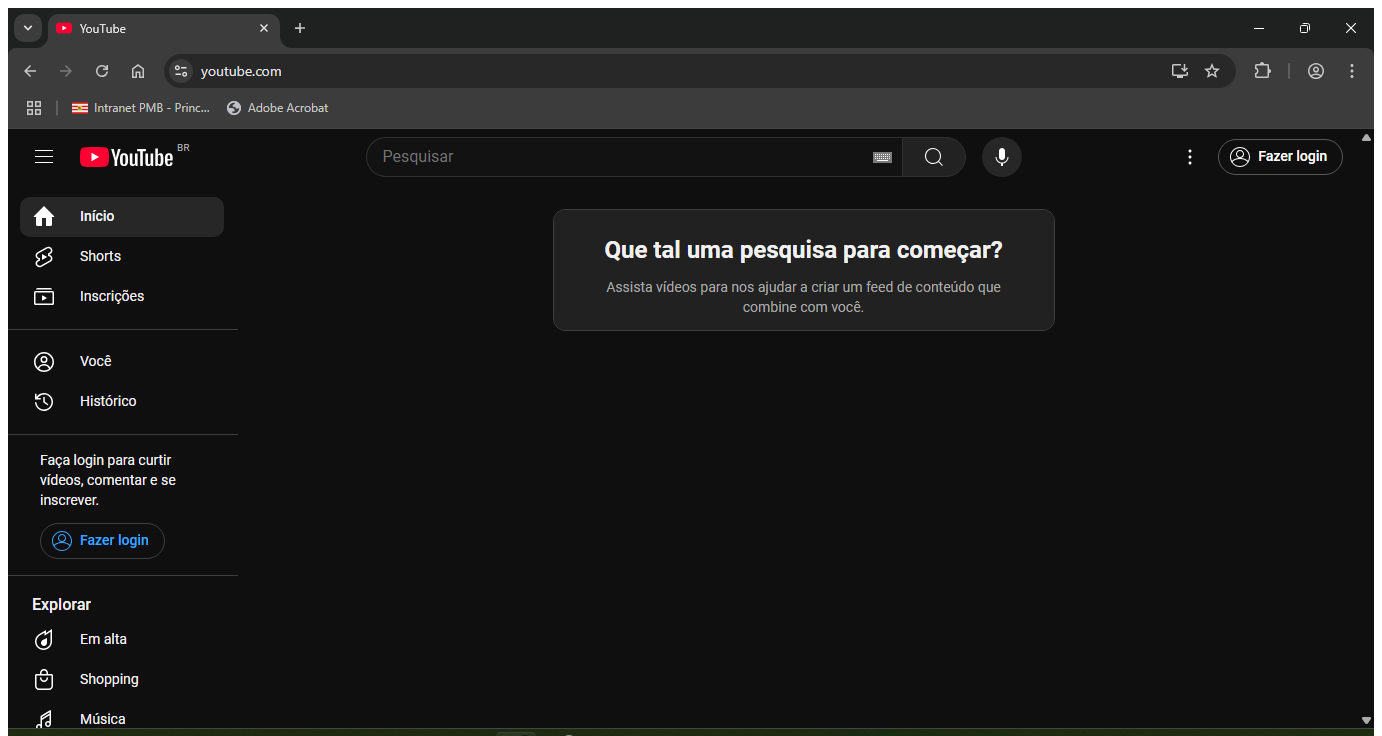 YouTube
youtube.com
Intranet PMB - Princ...
Adobe Acrobat
YouTube BR
Pesquisar
Fazer login
Início
Shorts
Inscrições
Você
Histórico
Faça login para curtir
vídeos, comentar e se
inscrever.
Fazer login
Explorar
Em alta
Shopping
Música
Que tal uma pesquisa para começar?
Assista vídeos para nos ajudar a criar um feed de conteúdo que
combine com você.